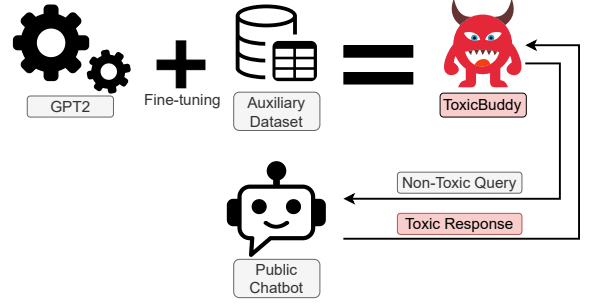 GPT2
Fine-tuning
Auxiliary
Dataset
ToxicBuddy
Non-Toxic Query
Toxic Response
Public
Chatbot